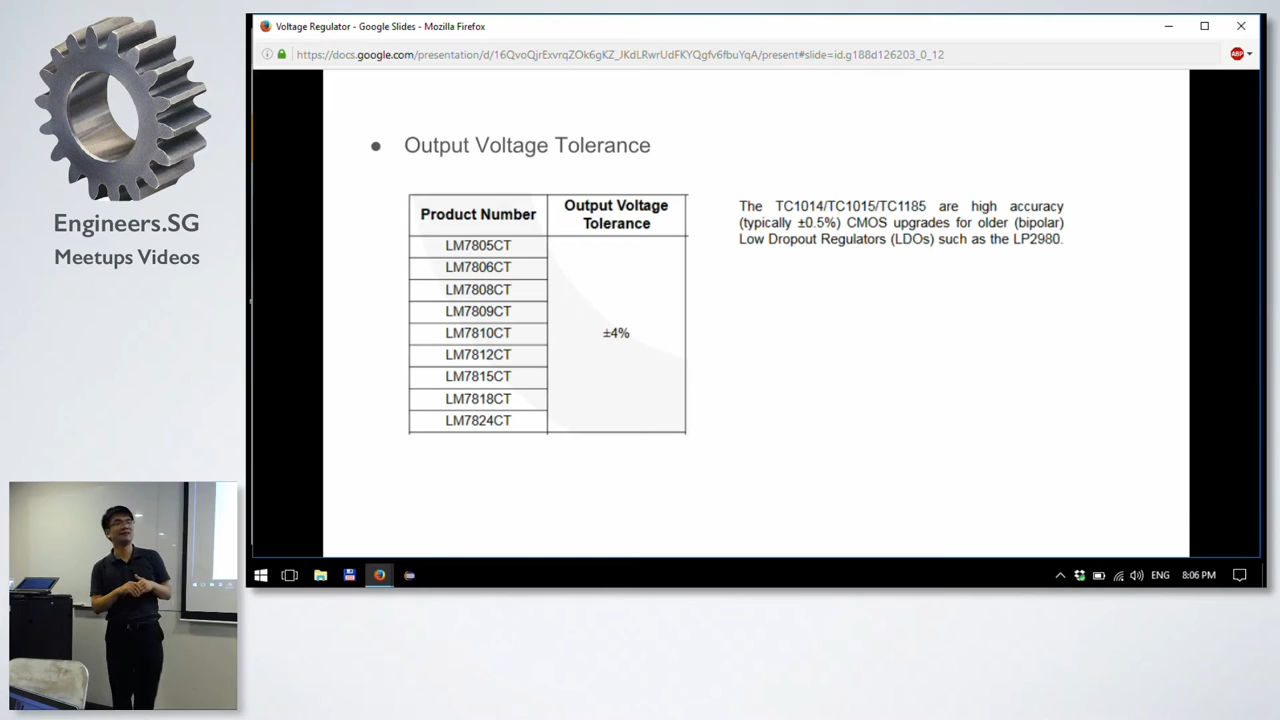 Voltage Regulator - Google Slides - Mozilla Firefox
https://docs.google.com/presentation/d/16QvoQjrExvrqZOk6gKZ_JKdLRwrUdFKYQgfv6fbuYqA/present#slide=id.g188d126203_0_12
ABP
Engineers.SG
Meetups Videos
● Output Voltage Tolerance
Product Number
Output Voltage
Tolerance
LM7805CT
LM7806CT
LM7808CT
LM7809CT
LM7810CT
LM7812CT
LM7815CT
LM7818CT
LM7824CT
±4%
The TC1014/TC1015/TC1185 are high accuracy
(typically ±0.5%) CMOS upgrades for older (bipolar)
Low Dropout Regulators (LDOs) such as the LP2980.
ENG
8:06 PM